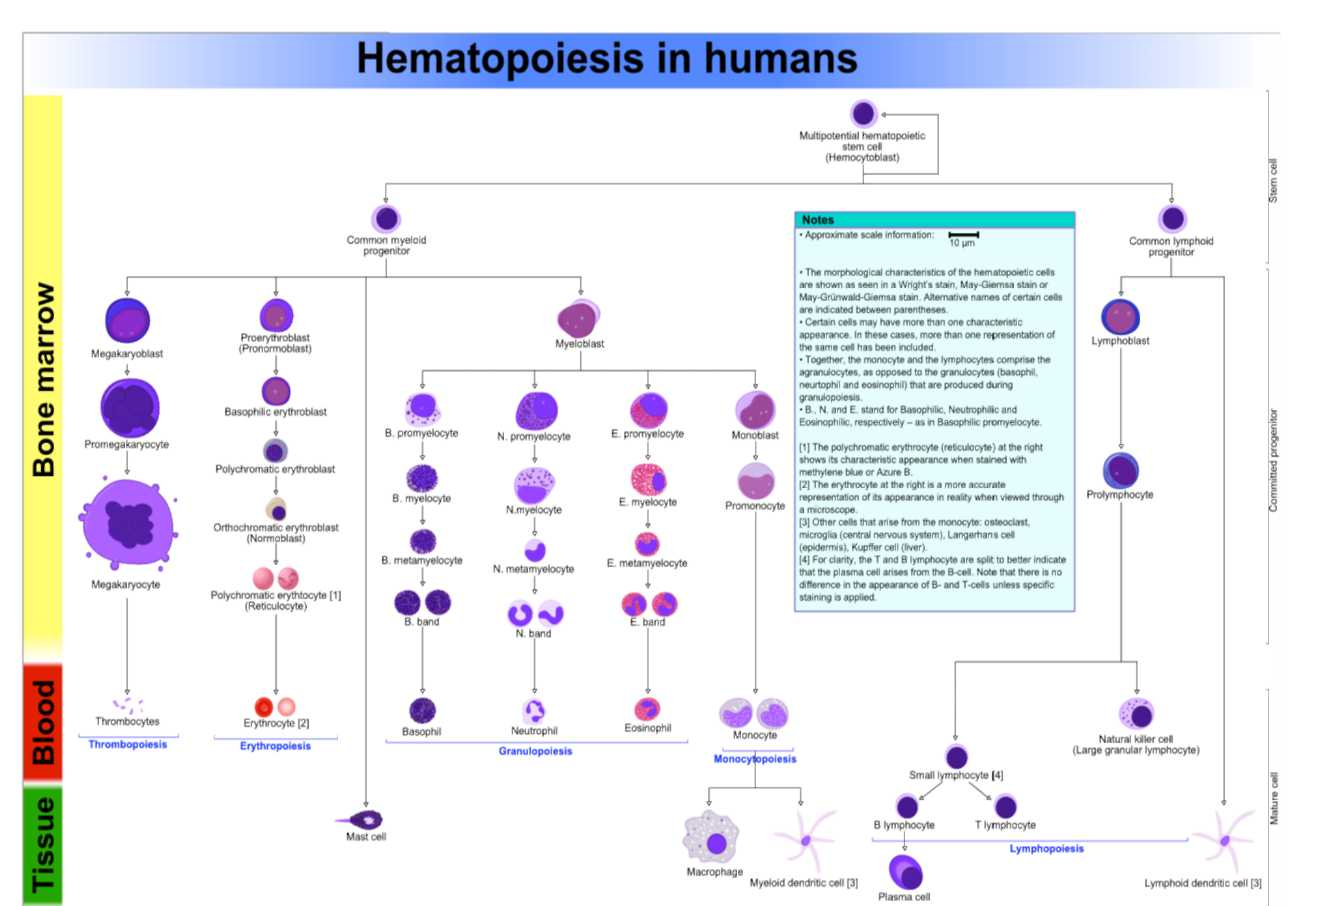 Hematopoiesis in humans
Bone marrow
Blood
Tissue
Stem cell
Committed progenitor
Mature cell
Multipotential hematopoietic
stem cell
(Hemocytoblast)
Common myeloid
progenitor
Common lymphoid
progenitor
Megakaryoblast
Promegakaryocyte
Megakaryocyte
Thrombocytes
Thrombopoiesis
Proerythroblast
(Pronormoblast)
Basophilic erythroblast
Polychromatic erythroblast
Orthochromatic erythroblast
(Normoblast)
Polychromatic erythtocyte [1]
(Reticulocyte)
Erythrocyte [2]
Erythropoiesis
Mast cell
Myeloblast
B. promyelocyte
B. myelocyte
B. metamyelocyte
B. band
Basophil
N. promyelocyte
N.myelocyte
N. metamyelocyte
N. band
Neutrophil
E. promyelocyte
E. myelocyte
E. metamyelocyte
E. band
Eosinophil
Granulopoiesis
Monoblast
Promonocyte
Monocyte
Monocytopoiesis
Macrophage
Myeloid dendritic cell [3]
Notes
• Approximate scale information:
10 µm
• The morphological characteristics of the hematopoietic cells
are shown as seen in a Wright's stain, May-Giemsa stain or
May-Grünwald-Giemsa stain. Alternative names of certain cells
are indicated between parentheses.
• Certain cells may have more than one characteristic
appearance. In these cases, more than one representation of
the same cell has been included.
• Together, the monocyte and the lymphocytes comprise the
agranulocytes, as opposed to the granulocytes (basophil,
neurtophil and eosinophil) that are produced during
granulopoiesis.
• B., N. and E. stand for Basophilic, Neutrophilic and
Eosinophilic, respectively – as in Basophilic promyelocyte.
[1] The polychromatic erythrocyte (reticulocyte) at the right
shows its characteristic appearance when stained with
methylene blue or Azure B.
[2] The erythrocyte at the right is a more accurate
representation of its appearance in reality when viewed through
a microscope.
[3] Other cells that arise from the monocyte: osteoclast,
microglia (central nervous system), Langerhans cell
(epidermis), Kupffer cell (liver).
[4] For clarity, the T and B lymphocyte are split to better indicate
that the plasma cell arises from the B-cell. Note that there is no
difference in the appearance of B- and T-cells unless specific
staining is applied.
Lymphoblast
Prolymphocyte
Natural killer cell
(Large granular lymphocyte)
Small lymphocyte [4]
B lymphocyte
T lymphocyte
Lymphopoiesis
Plasma cell
Lymphoid dendritic cell [3]